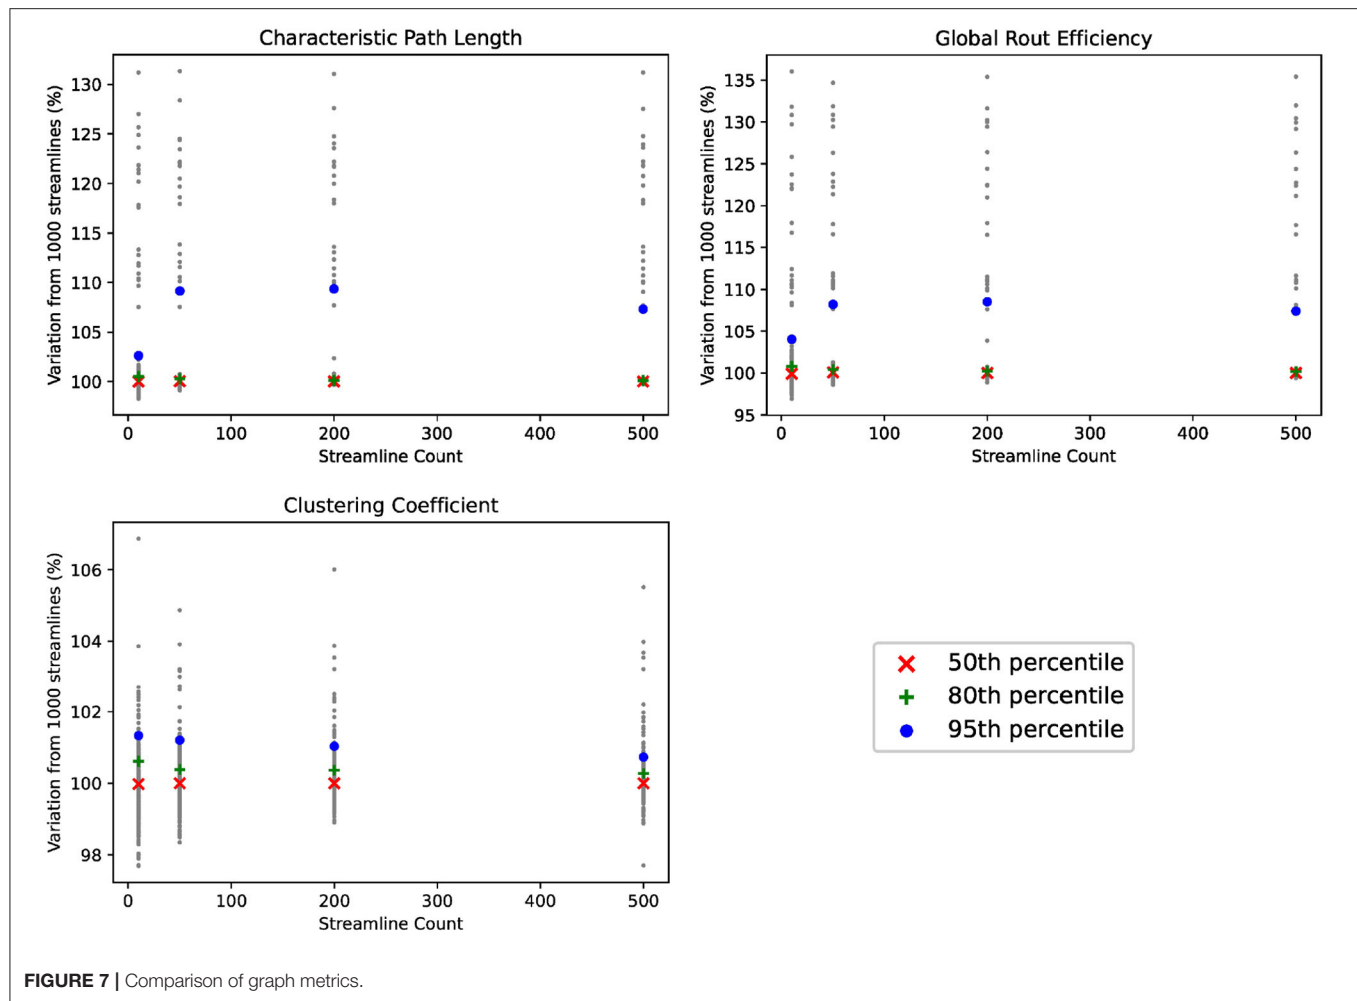 Characteristic Path Length
Variation from 1000 streamlines (%)
130
125
120
115
110
105
100
0 100 200 300 400 500
Streamline Count
Global Rout Efficiency
Variation from 1000 streamlines (%)
135
130
125
120
115
110
105
100
95
0 100 200 300 400 500
Streamline Count
Clustering Coefficient
Variation from 1000 streamlines (%)
106
104
102
100
98
0 100 200 300 400 500
Streamline Count
50th percentile
80th percentile
95th percentile
FIGURE 7 | Comparison of graph metrics.